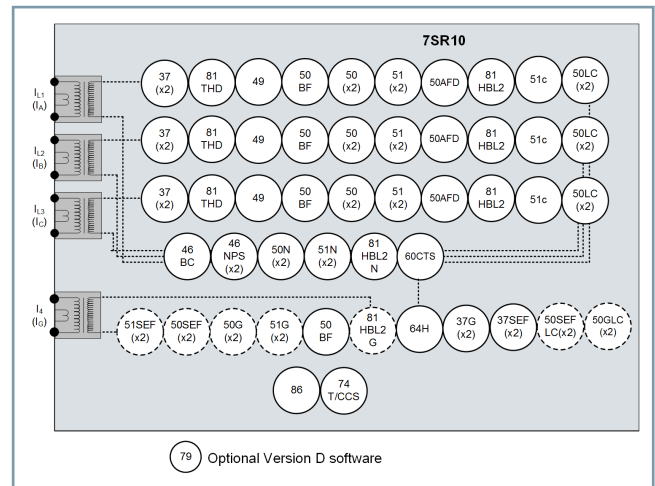 7SR10
IL1
(IA)
37
(x2)
81
THD
49
50
BF
50
(x2)
51
(x2)
50AFD
81
HBL2
51c
50LC
(x2)
IL2
(IB)
37
(x2)
81
THD
49
50
BF
50
(x2)
51
(x2)
50AFD
81
HBL2
51c
50LC
(x2)
IL3
(IC)
37
(x2)
81
THD
49
50
BF
50
(x2)
51
(x2)
50AFD
81
HBL2
51c
50LC
(x2)
46
BC
46
NPS
(x2)
50N
(x2)
51N
(x2)
81
HBL2
N
60CTS
I4
(IG)
51SEF
(x2)
50SEF
(x2)
50G
(x2)
51G
(x2)
50
BF
81
HBL2
G
64H
37G
(x2)
37SEF
(x2)
50SEF
LC(x2)
50GLC
(x2)
86
74
T/CCS
79
Optional Version D software